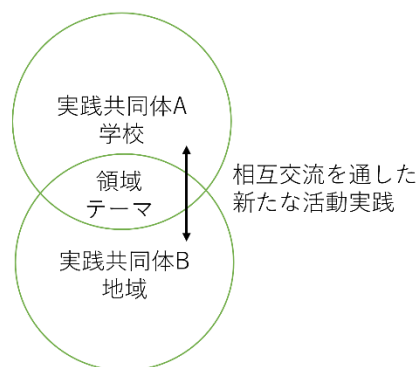 実践共同体A
学校
領域
テーマ
相互交流を通した
新たな活動実践
実践共同体B
地域